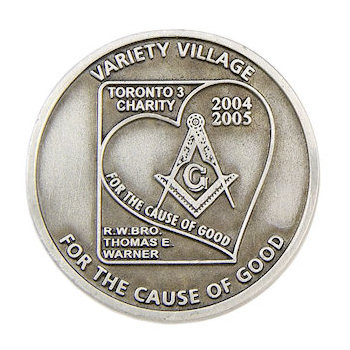 VARIETY VILLAGE
TORONTO 3
CHARITY
2004
2005
G
FOR THE CAUSE OF GOOD
R.W.BRO.
THOMAS E.
WARNER
FOR THE CAUSE OF GOOD